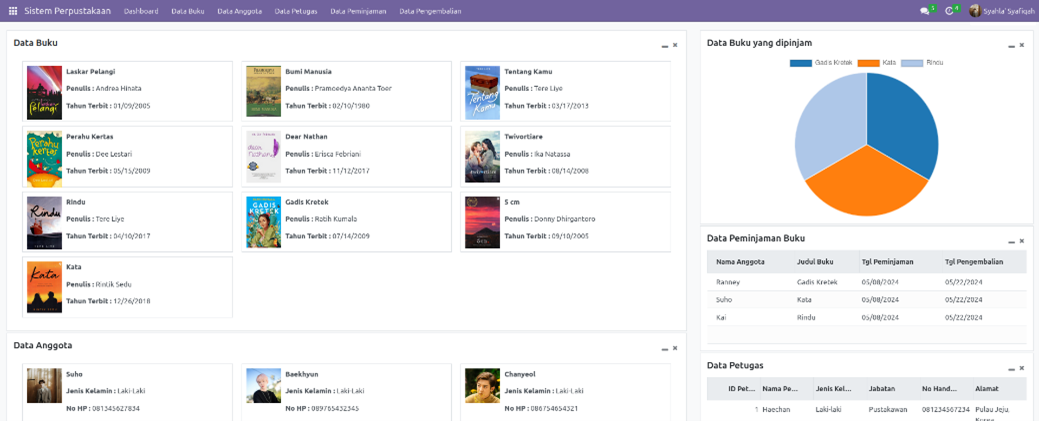 Sistem Perpustakaan Dashboard Data Buku Data Anggota Data Petugas Data Peminjaman Data Pengembalian 5 4 Syahla' Syafiqah
Data Buku
Laskar Pelangi
Penulis : Andrea Hinata
Tahun Terbit : 01/09/2005
Bumi Manusia
Penulis : Pramoedya Ananta Toer
Tahun Terbit : 02/10/1980
Tentang Kamu
Penulis : Tere Liye
Tahun Terbit : 03/17/2013
Perahu Kertas
Penulis : Dee Lestari
Tahun Terbit : 05/15/2009
Dear Nathan
Penulis : Erisca Febriani
Tahun Terbit : 11/12/2017
Twivortiare
Penulis : Ika Natassa
Tahun Terbit : 08/14/2008
Rindu
Penulis : Tere Liye
Tahun Terbit : 04/10/2017
Gadis Kretek
Penulis : Ratih Kumala
Tahun Terbit : 07/14/2009
5 cm
Penulis : Donny Dhirgantoro
Tahun Terbit : 09/10/2005
Kata
Penulis : Rintik Sedu
Tahun Terbit : 12/26/2018
Data Anggota
Suho
Jenis Kelamin : Laki-Laki
No HP : 081345627834
Baekhyun
Jenis Kelamin : Laki-Laki
No HP : 089765432345
Chanyeol
Jenis Kelamin : Laki-Laki
No HP : 086754654321
Data Buku yang dipinjam
Gadis Kretek Kata Rindu
Data Peminjaman Buku
Nama Anggota Judul Buku Tgl Peminjaman Tgl Pengembalian
Ranney Gadis Kretek 05/08/2024 05/22/2024
Suho Kata 05/08/2024 05/22/2024
Kai Rindu 05/08/2024 05/22/2024
Data Petugas
ID Pet... Nama Pe... Jenis Kel... Jabatan No Hand... Alamat
1 Haechan Laki-laki Pustakawan 081234567234 Pulau Jeju,